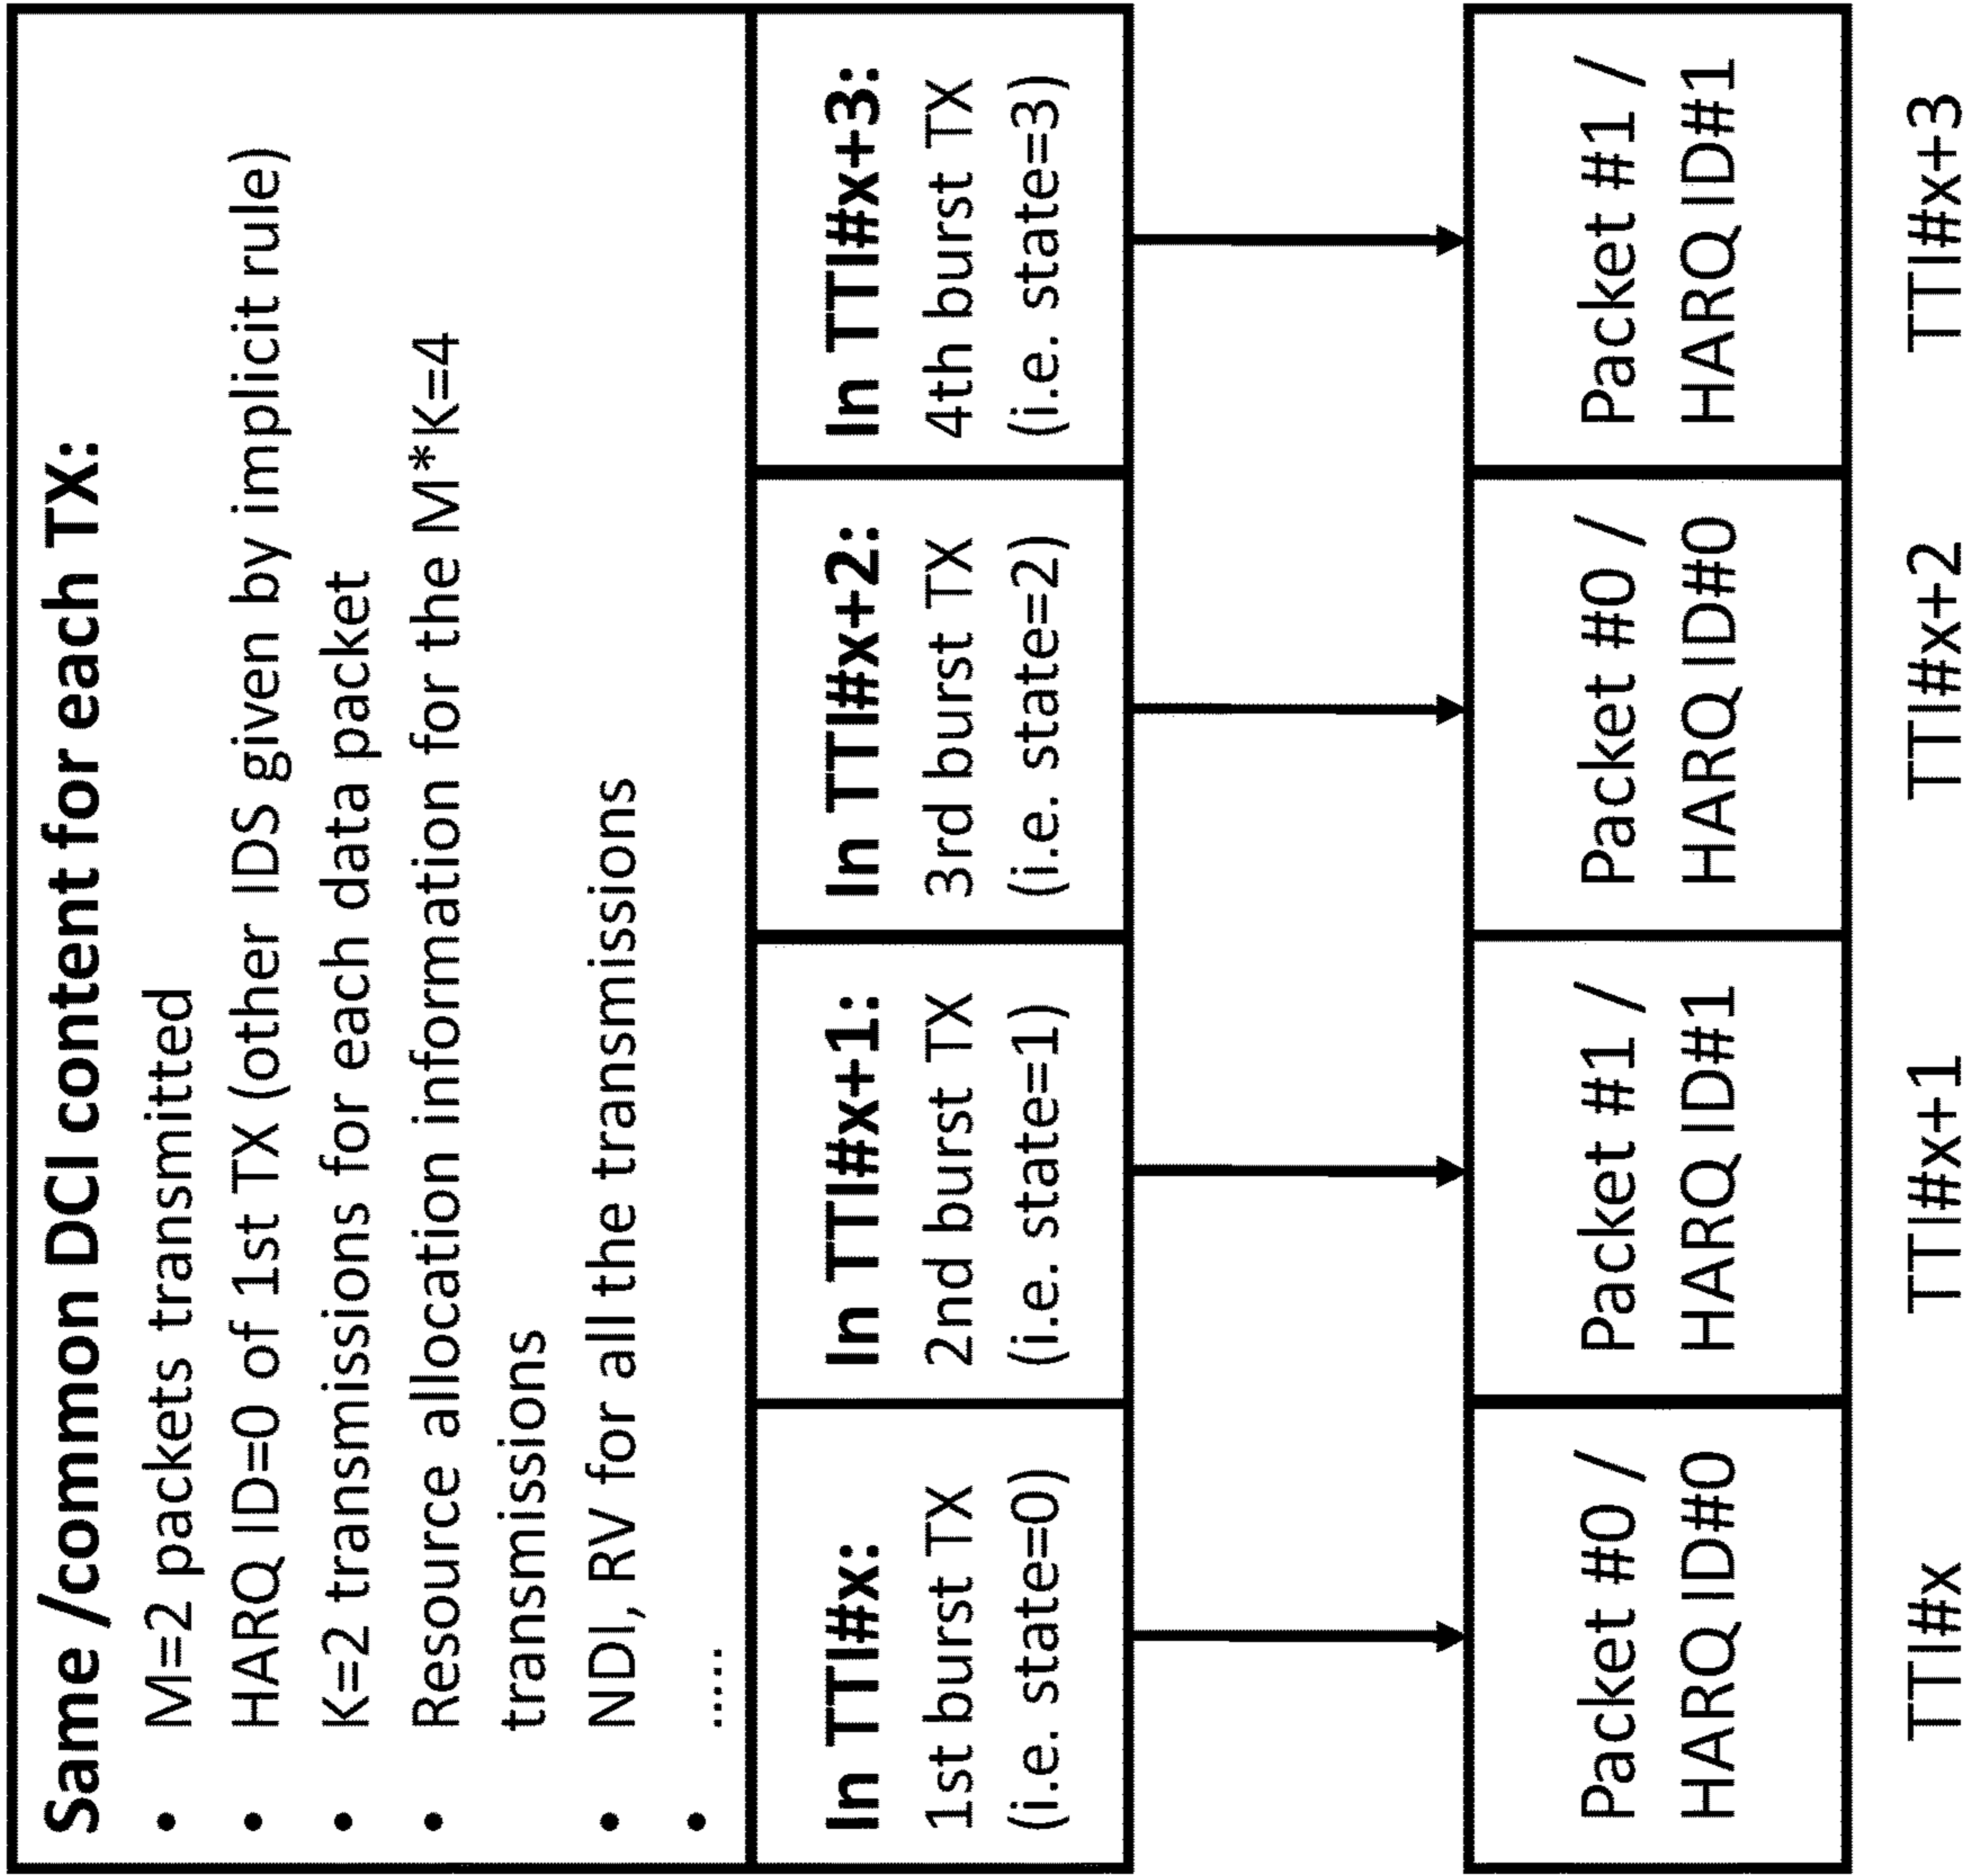 Same /common DCI content for each TX:
• M=2 packets transmitted
• HARQ ID=0 of 1st TX (other IDS given by implicit rule)
• K=2 transmissions for each data packet
• Resource allocation information for the M*K=4
transmissions
• NDI, RV for all the transmissions
• .....
In TTI#x:
1st burst TX
(i.e. state=0)
In TTI#x+1:
2nd burst TX
(i.e. state=1)
In TTI#x+2:
3rd burst TX
(i.e. state=2)
In TTI#x+3:
4th burst TX
(i.e. state=3)
Packet #0 /
HARQ ID#0
Packet #1 /
HARQ ID#1
Packet #0 /
HARQ ID#0
Packet #1 /
HARQ ID#1
TTI#x
TTI#x+1
TTI#x+2
TTI#x+3